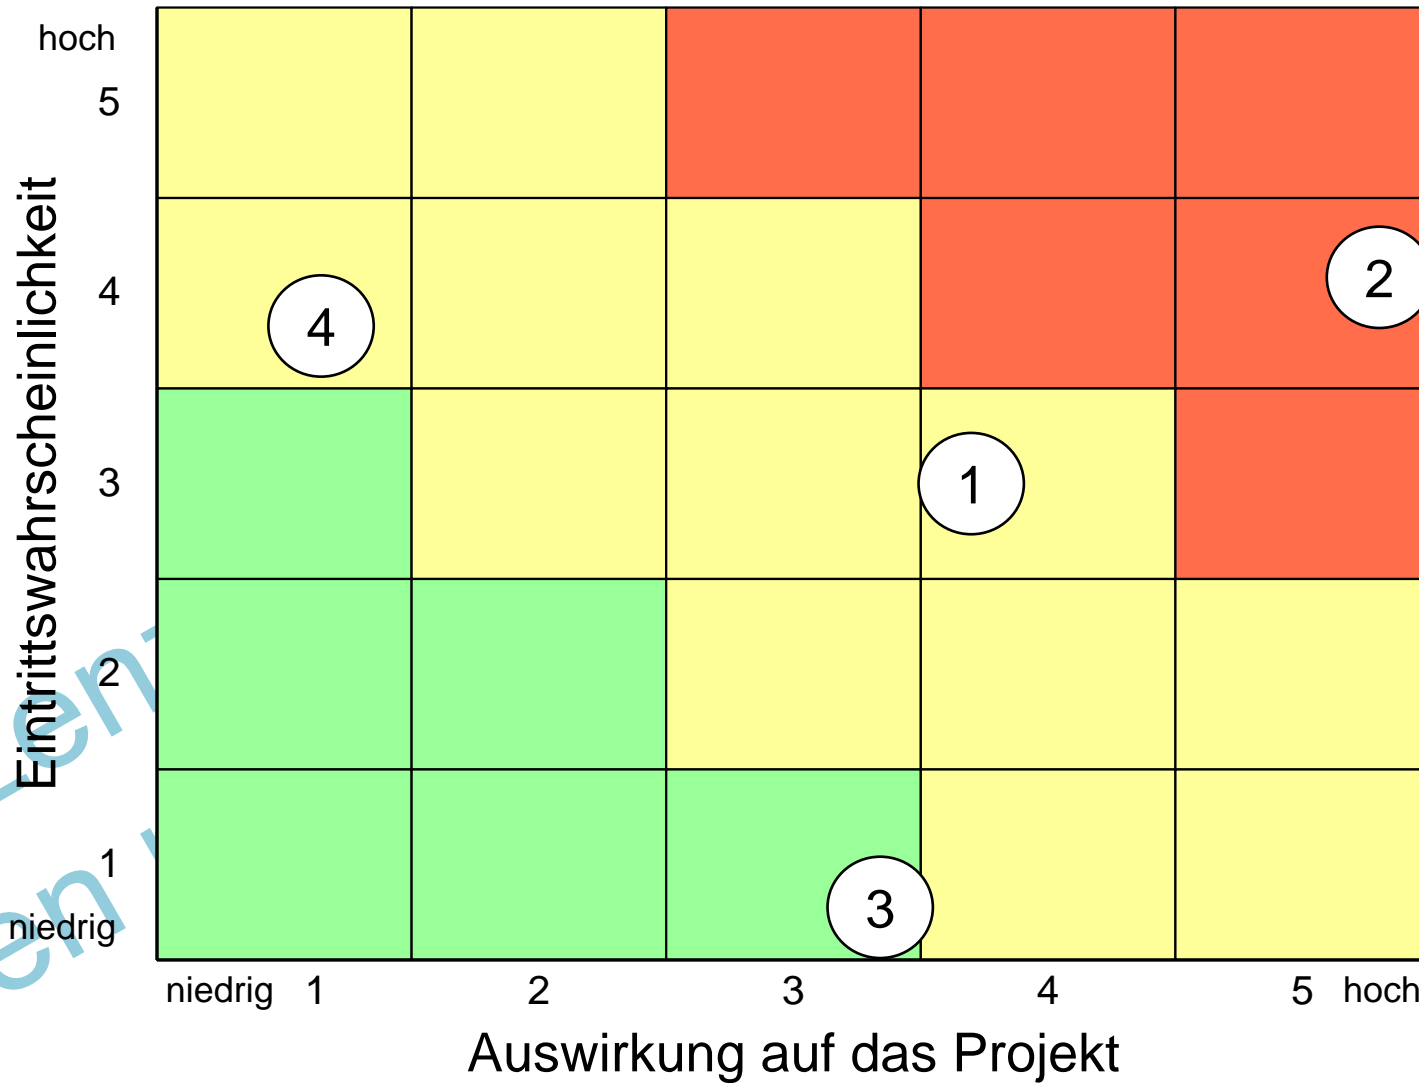 hoch
5
4
3
2
1
niedrig
Eintrittswahrscheinlichkeit
4
2
1
3
niedrig 1 2 3 4 5 hoch
Auswirkung auf das Projekt